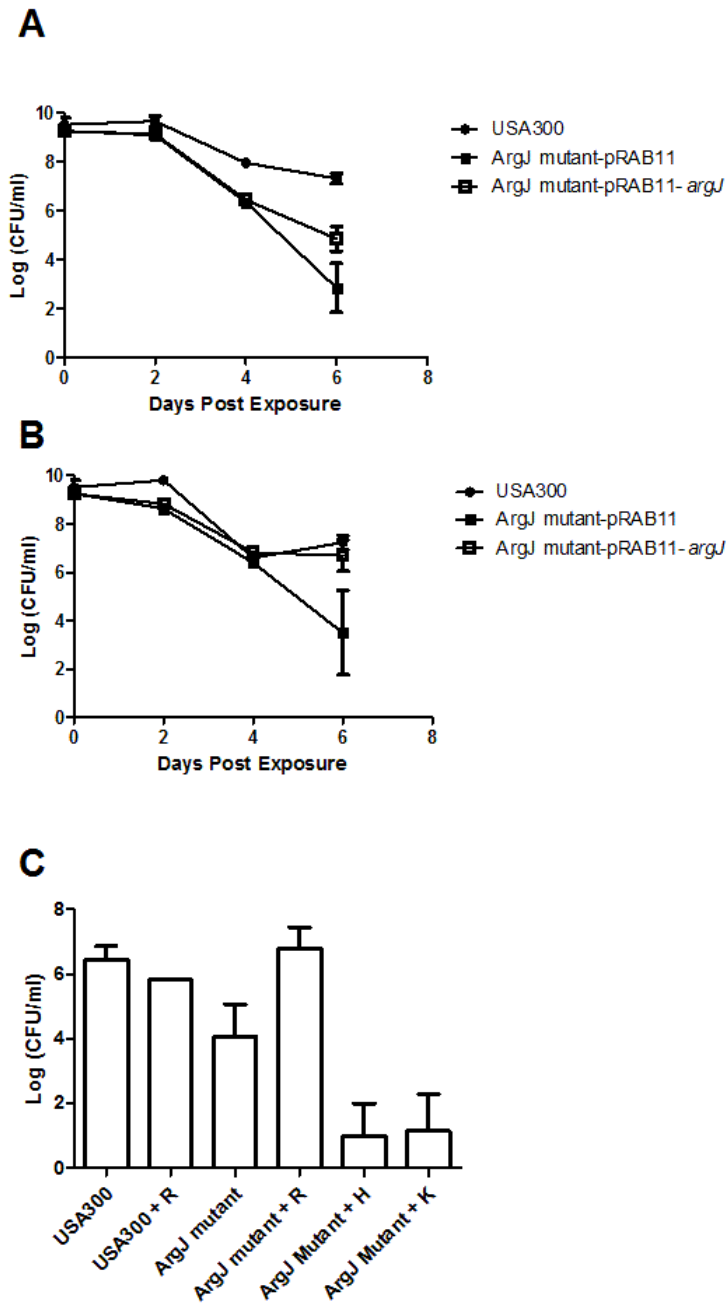 A
10
8
6
4
2
0
Log (CFU/ml)
0 2 4 6 8
Days Post Exposure
USA300
ArgJ mutant-pRAB11
ArgJ mutant-pRAB11-argJ
B
10
8
6
4
2
0
Log (CFU/ml)
0 2 4 6 8
Days Post Exposure
USA300
ArgJ mutant-pRAB11
ArgJ mutant-pRAB11-argJ
C
8
6
4
2
0
Log (CFU/ml)
USA300
USA300 + R
ArgJ mutant
ArgJ mutant + R
ArgJ Mutant + H
ArgJ Mutant + K